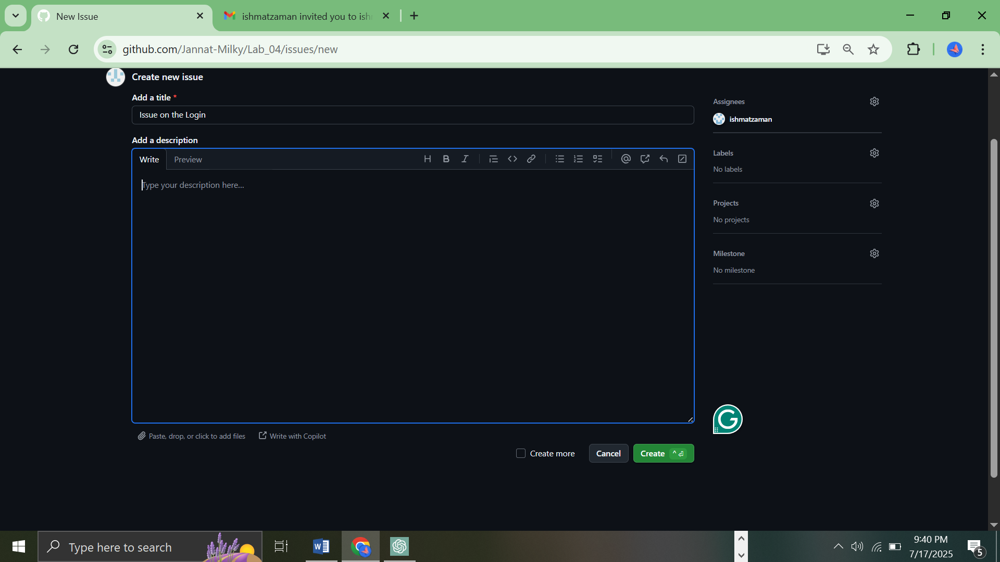 New Issue
ishmatzaman invited you to ish
github.com/Jannat-Milky/Lab_04/issues/new
Create new issue
Add a title *
Issue on the Login
Add a description
Write
Preview
Type your description here...
Paste, drop, or click to add files
Write with Copilot
Create more
Cancel
Create ^
Assignees
ishmatzaman
Labels
No labels
Projects
No projects
Milestone
No milestone
Type here to search
9:40 PM
7/17/2025
5